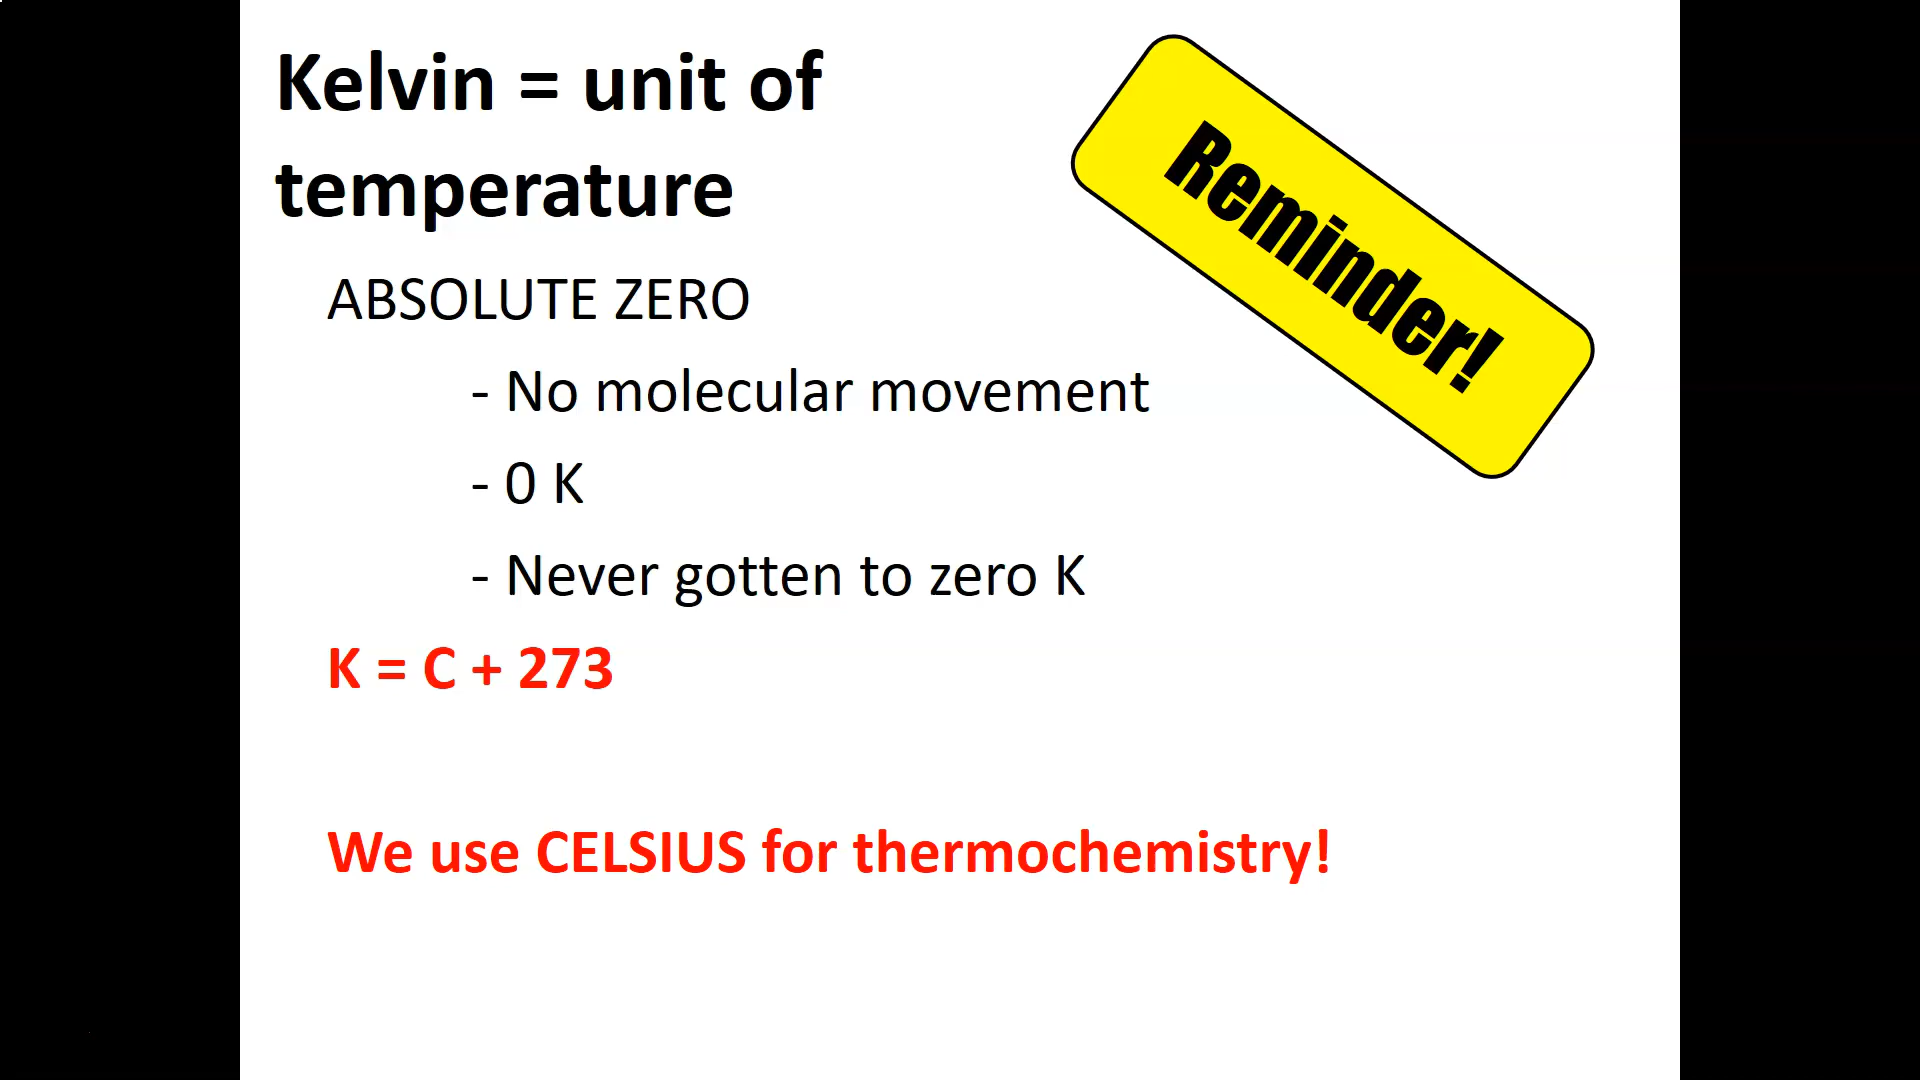 Kelvin = unit of
temperature
Reminder!
ABSOLUTE ZERO
- No molecular movement
- 0 K
- Never gotten to zero K
K = C + 273
We use CELSIUS for thermochemistry!